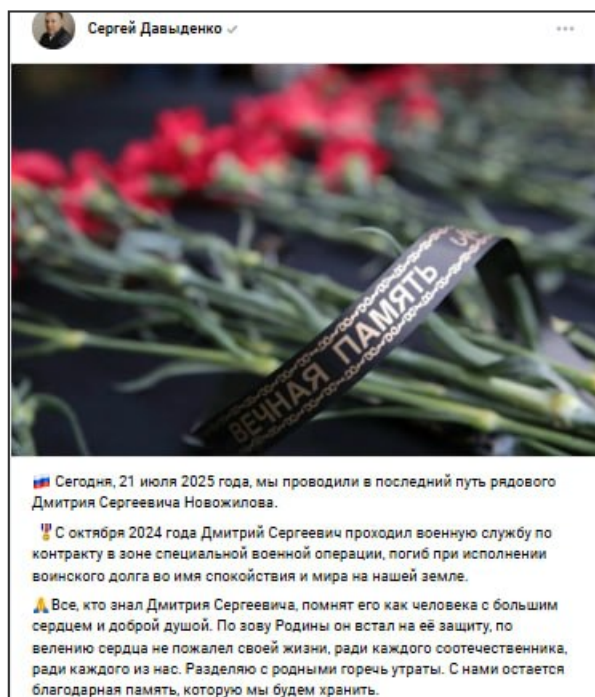 Сергей Давыденко
ВЕЧНАЯ ПАМЯТЬ
Сегодня, 21 июля 2025 года, мы проводили в последний путь рядового
Дмитрия Сергеевича Новожилова.
С октября 2024 года Дмитрий Сергеевич проходил военную службу по
контракту в зоне специальной военной операции, погиб при исполнении
воинского долга во имя спокойствия и мира на нашей земле.
Все, кто знал Дмитрия Сергеевича, помнят его как человека с большим
сердцем и доброй душой. По зову Родины он встал на её защиту, по
велению сердца не пожалел своей жизни, ради каждого соотечественника,
ради каждого из нас. Разделяю с родными горечь утраты. С нами остается
благодарная память, которую мы будем хранить.